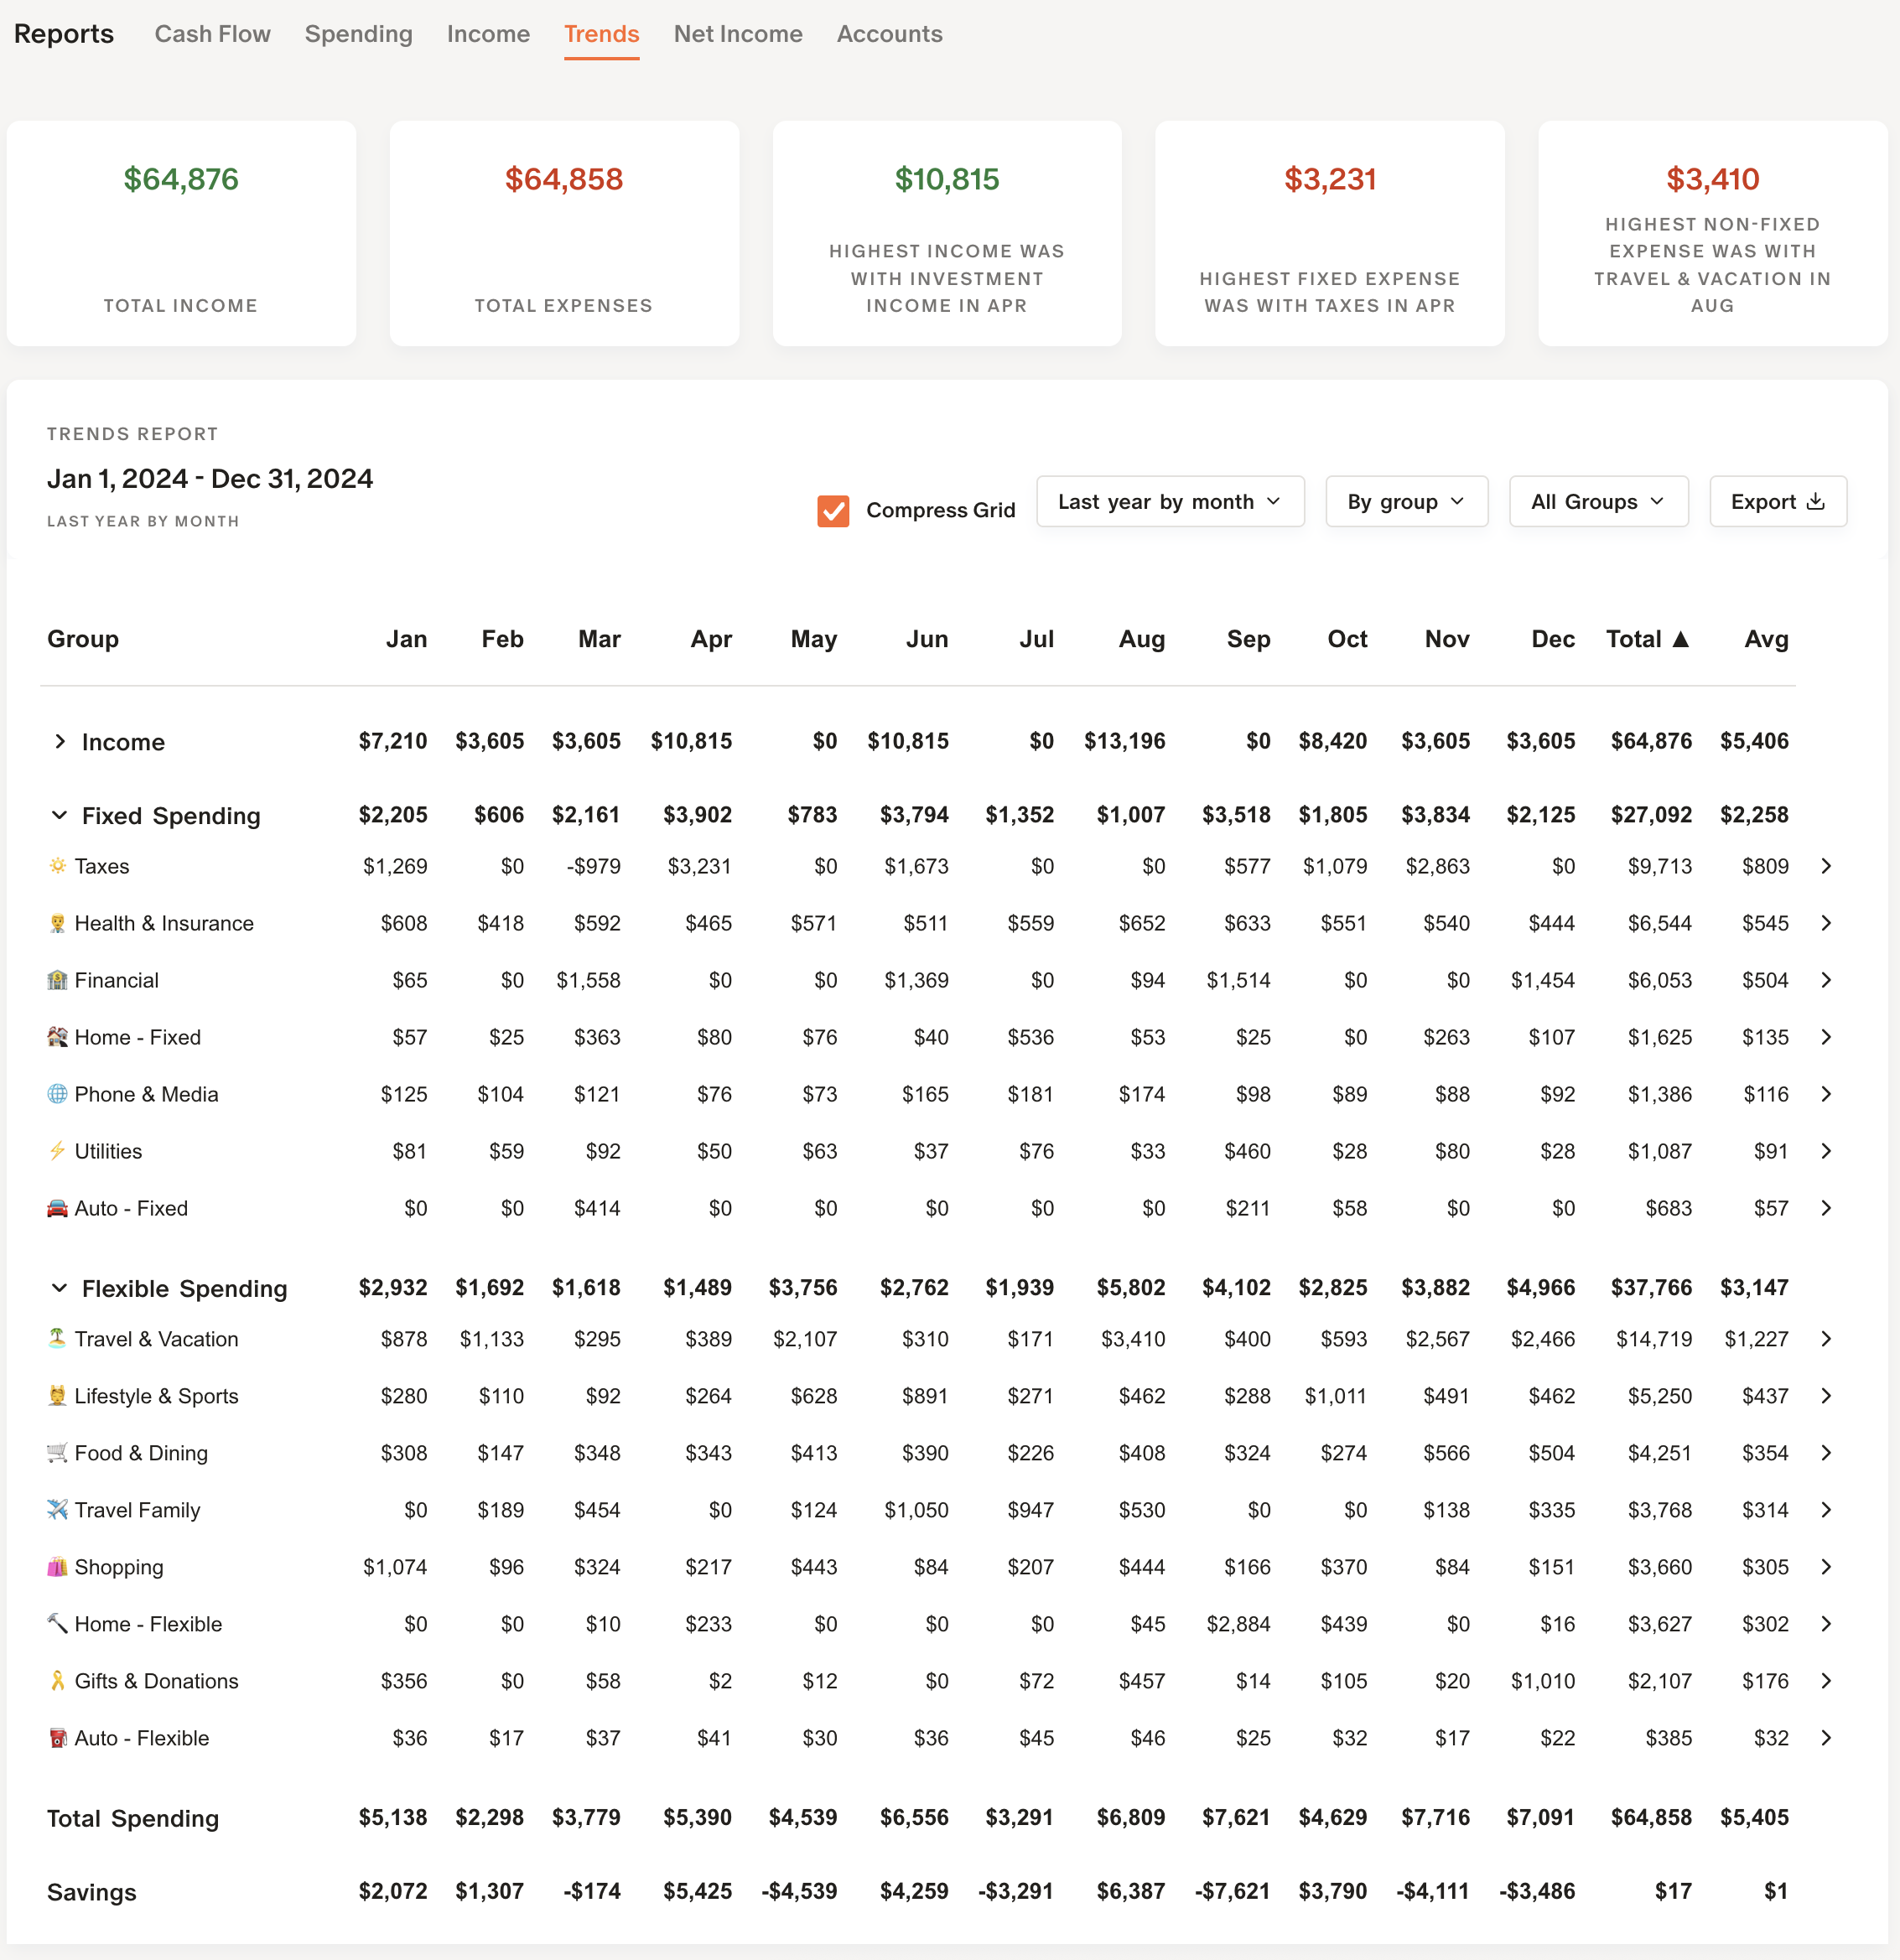 Reports Cash Flow Spending Income Trends Net Income Accounts
$64,876
TOTAL INCOME
$64,858
TOTAL EXPENSES
$10,815
HIGHEST INCOME WAS
WITH INVESTMENT
INCOME IN APR
$3,231
HIGHEST FIXED EXPENSE
WAS WITH TAXES IN APR
$3,410
HIGHEST NON-FIXED
EXPENSE WAS WITH
TRAVEL & VACATION IN
AUG
TRENDS REPORT
Jan 1, 2024 - Dec 31, 2024
LAST YEAR BY MONTH
Compress Grid Last year by month By group All Groups Export
Group Jan Feb Mar Apr May Jun Jul Aug Sep Oct Nov Dec Total ▲ Avg
Income $7,210 $3,605 $3,605 $10,815 $0 $10,815 $0 $13,196 $0 $8,420 $3,605 $3,605 $64,876 $5,406
Fixed Spending $2,205 $606 $2,161 $3,902 $783 $3,794 $1,352 $1,007 $3,518 $1,805 $3,834 $2,125 $27,092 $2,258
Taxes $1,269 $0 -$979 $3,231 $0 $1,673 $0 $0 $577 $1,079 $2,863 $0 $9,713 $809
Health & Insurance $608 $418 $592 $465 $571 $511 $559 $652 $633 $551 $540 $444 $6,544 $545
Financial $65 $0 $1,558 $0 $0 $1,369 $0 $94 $1,514 $0 $0 $1,454 $6,053 $504
Home - Fixed $57 $25 $363 $80 $76 $40 $536 $53 $25 $0 $263 $107 $1,625 $135
Phone & Media $125 $104 $121 $76 $73 $165 $181 $174 $98 $89 $88 $92 $1,386 $116
Utilities $81 $59 $92 $50 $63 $37 $76 $33 $460 $28 $80 $28 $1,087 $91
Auto - Fixed $0 $0 $414 $0 $0 $0 $0 $0 $211 $58 $0 $0 $683 $57
Flexible Spending $2,932 $1,692 $1,618 $1,489 $3,756 $2,762 $1,939 $5,802 $4,102 $2,825 $3,882 $4,966 $37,766 $3,147
Travel & Vacation $878 $1,133 $295 $389 $2,107 $310 $171 $3,410 $400 $593 $2,567 $2,466 $14,719 $1,227
Lifestyle & Sports $280 $110 $92 $264 $628 $891 $271 $462 $288 $1,011 $491 $462 $5,250 $437
Food & Dining $308 $147 $348 $343 $413 $390 $226 $408 $324 $274 $566 $504 $4,251 $354
Travel Family $0 $189 $454 $0 $124 $1,050 $947 $530 $0 $0 $138 $335 $3,768 $314
Shopping $1,074 $96 $324 $217 $443 $84 $207 $444 $166 $370 $84 $151 $3,660 $305
Home - Flexible $0 $0 $10 $233 $0 $0 $0 $45 $2,884 $439 $0 $16 $3,627 $302
Gifts & Donations $356 $0 $58 $2 $12 $0 $72 $457 $14 $105 $20 $1,010 $2,107 $176
Auto - Flexible $36 $17 $37 $41 $30 $36 $45 $46 $25 $32 $17 $22 $385 $32
Total Spending $5,138 $2,298 $3,779 $5,390 $4,539 $6,556 $3,291 $6,809 $7,621 $4,629 $7,716 $7,091 $64,858 $5,405
Savings $2,072 $1,307 -$174 $5,425 -$4,539 $4,259 -$3,291 $6,387 -$7,621 $3,790 -$4,111 -$3,486 $17 $1